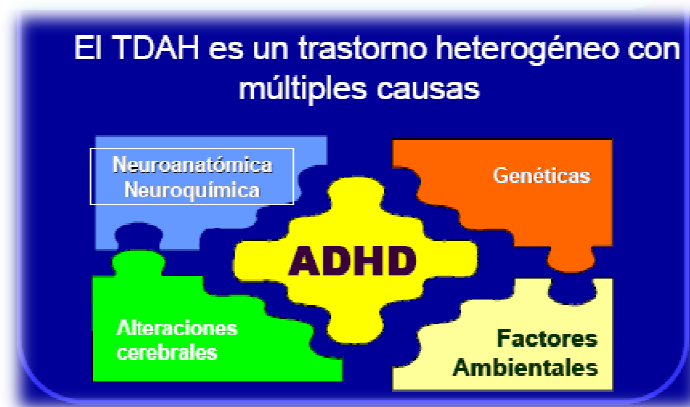 El TDAH es un trastorno heterogéneo con
múltiples causas
Neuroanatómica
Neuroquímica
Genéticas
ADHD
Alteraciones
cerebrales
Factores
Ambientales